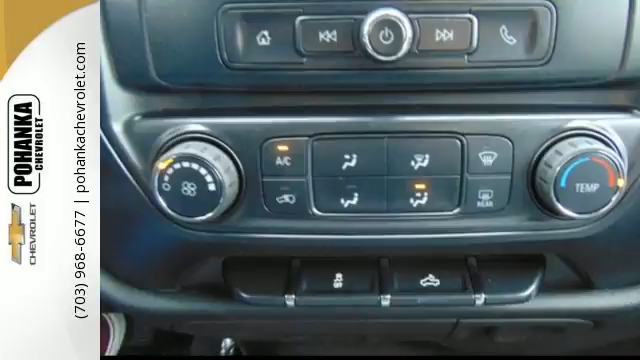 POHANKA
CHEVROLET
CHEVROLET
(703) 968-6677 | pohankachevrolet.com
A/C
REAR
TEMP